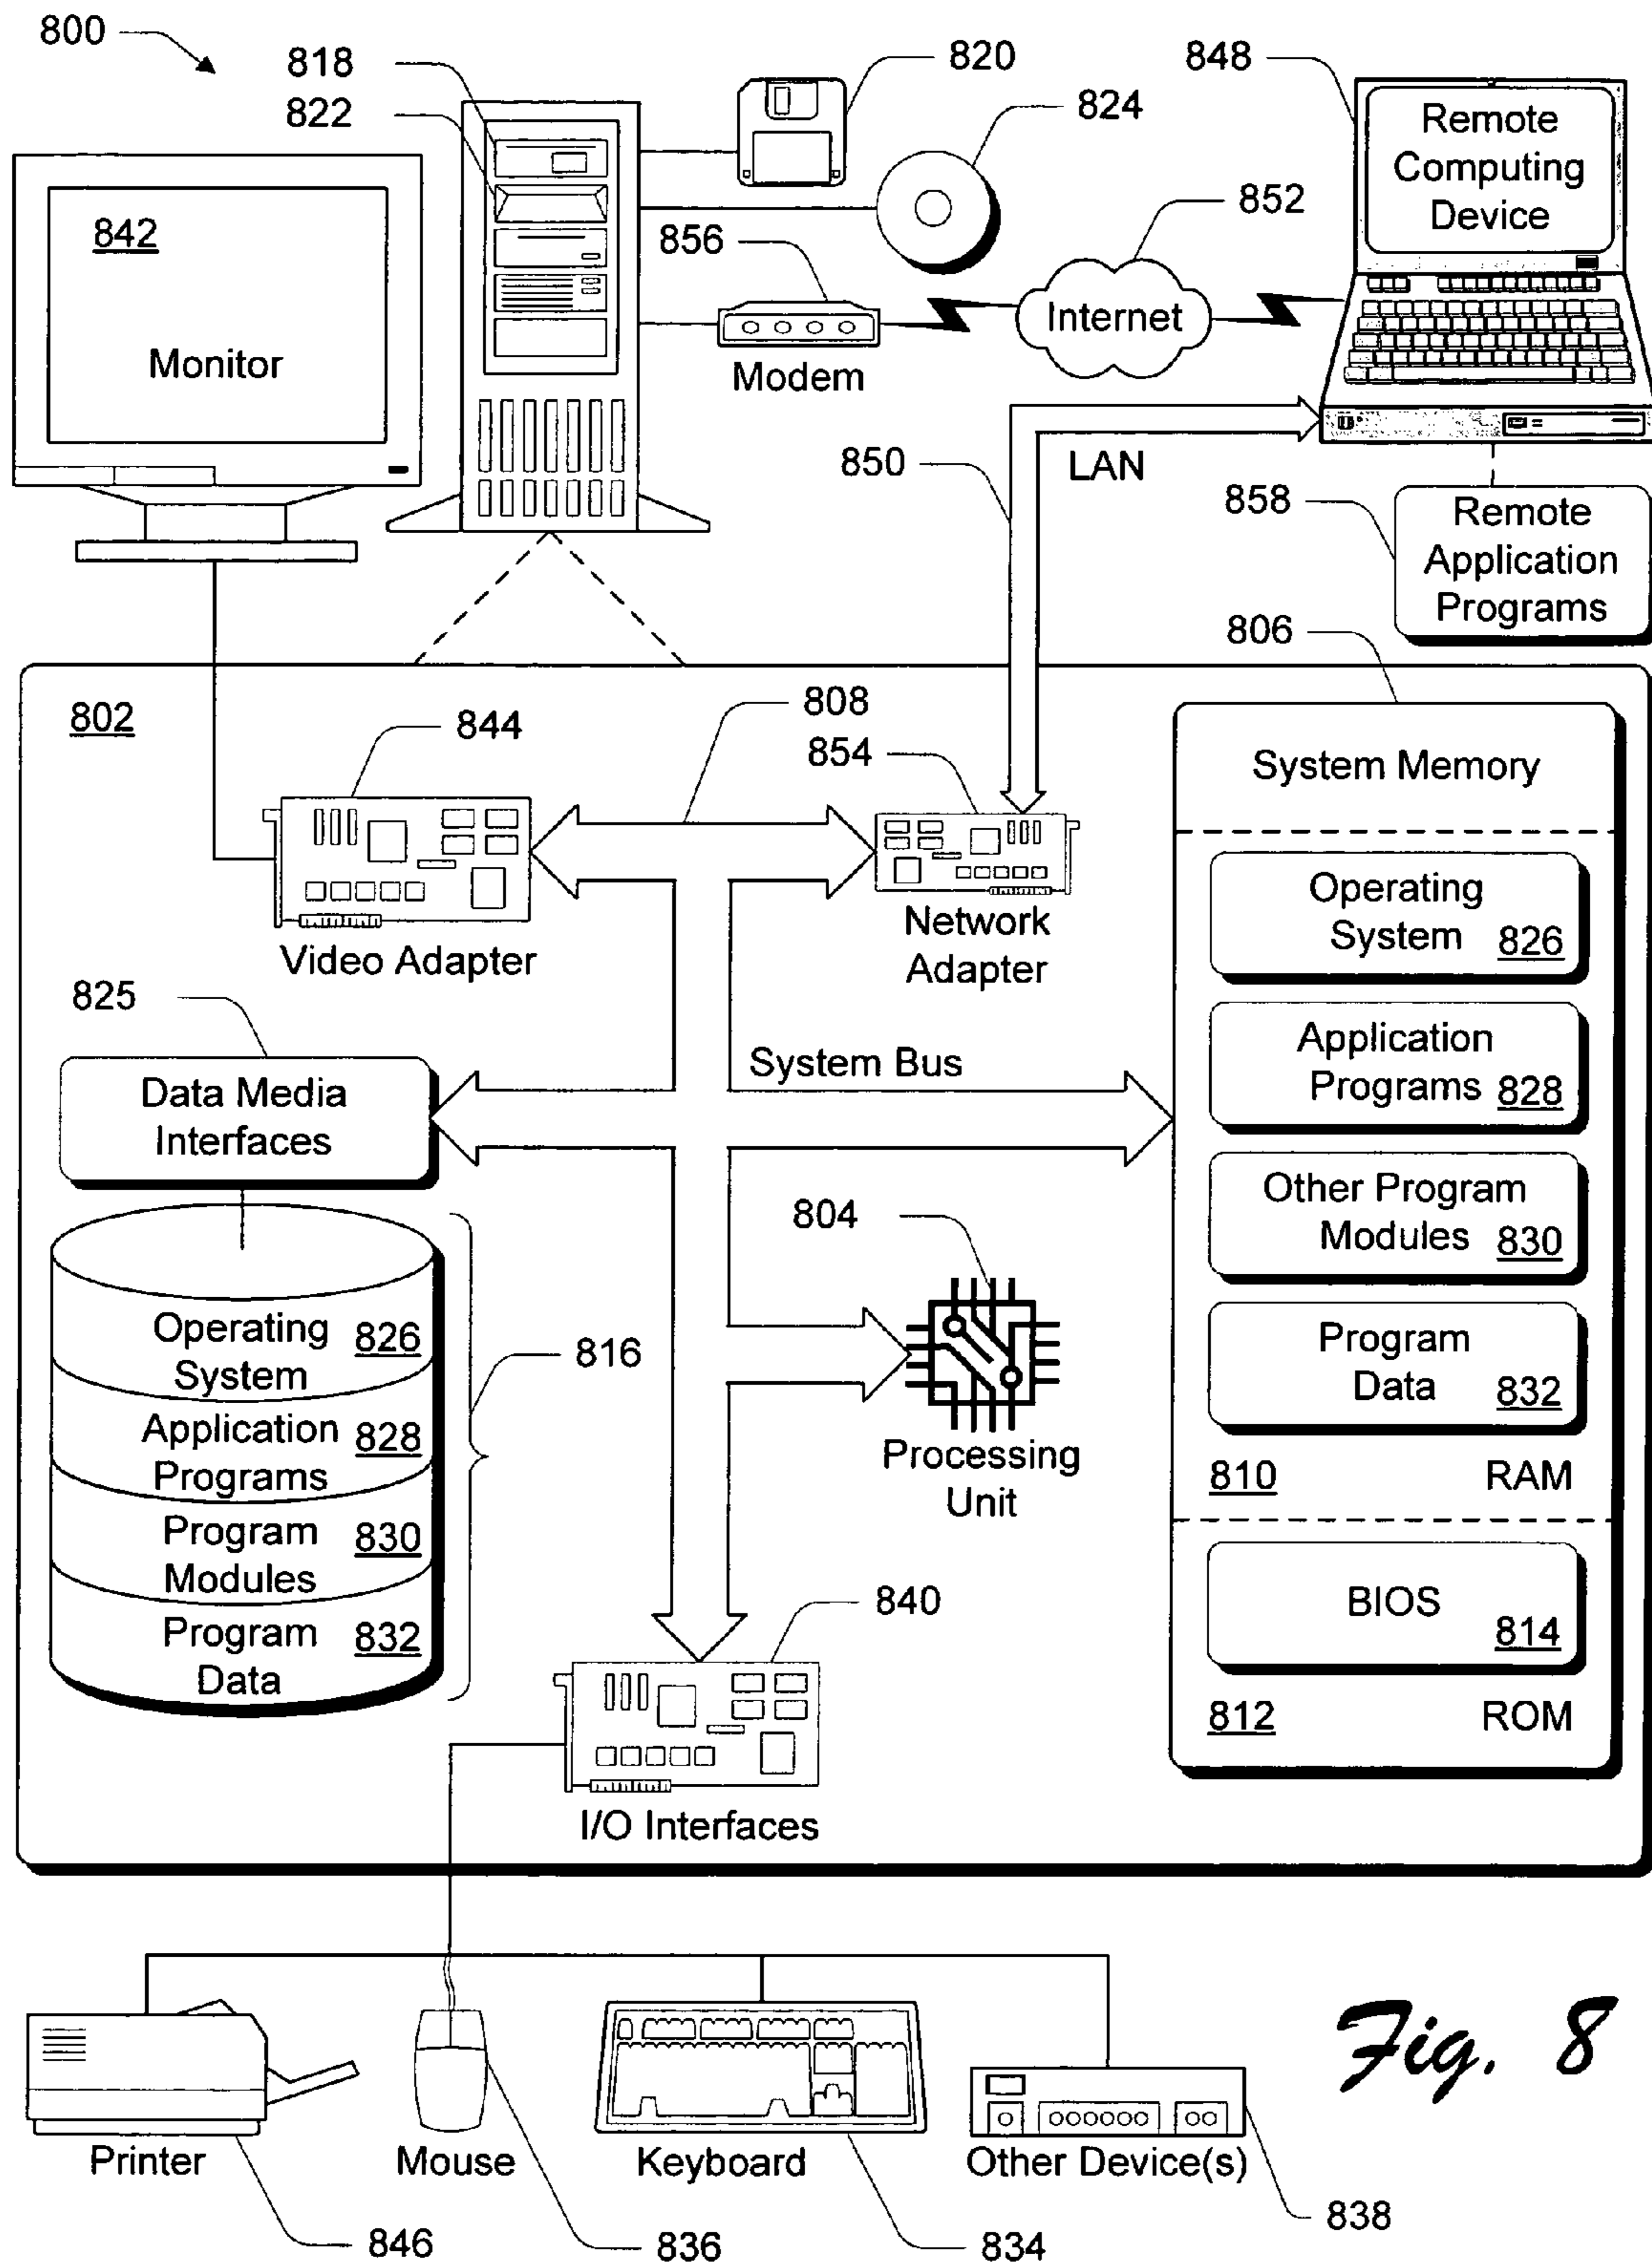 800
818
822
820
824
848
Remote
Computing
Device
852
842
Monitor
856
Modem
Internet
850
LAN
858
Remote
Application
Programs
806
802
844
808
854
Video Adapter
Network
Adapter
System Memory
Operating
System 826
Application
Programs 828
Other Program
Modules 830
Program
Data 832
810 RAM
BIOS
814
812 ROM
825
Data Media
Interfaces
System Bus
804
Processing
Unit
Operating
System 826
Application
Programs 828
Program
Modules 830
Program
Data 832
816
840
I/O Interfaces
Printer
Mouse
Keyboard
Other Device(s)
846
836
834
838
Fig. 8